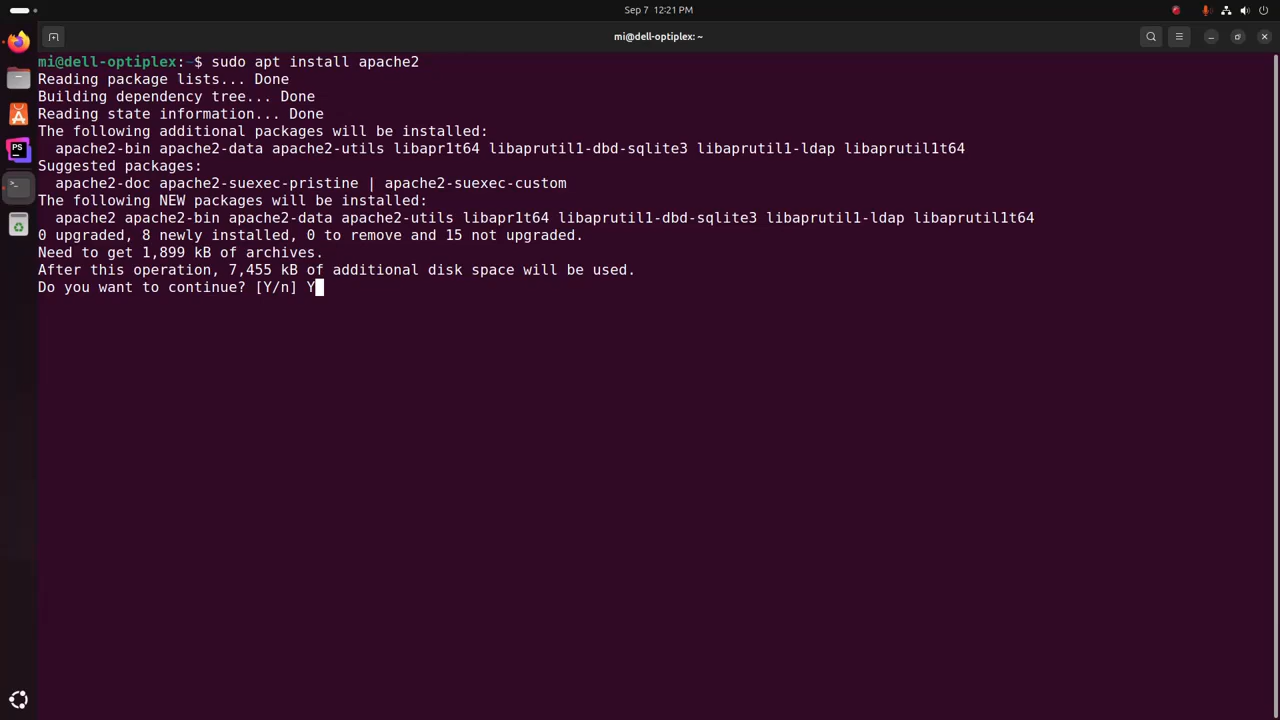 Sep 7  12:21 PM
mi@dell-optiplex: ~
mi@dell-optiplex:~$ sudo apt install apache2
Reading package lists... Done
Building dependency tree... Done
Reading state information... Done
The following additional packages will be installed:
  apache2-bin apache2-data apache2-utils libapr1t64 libaprutil1-dbd-sqlite3 libaprutil1-ldap libaprutil1t64
Suggested packages:
  apache2-doc apache2-suexec-pristine | apache2-suexec-custom
The following NEW packages will be installed:
  apache2 apache2-bin apache2-data apache2-utils libapr1t64 libaprutil1-dbd-sqlite3 libaprutil1-ldap libaprutil1t64
0 upgraded, 8 newly installed, 0 to remove and 15 not upgraded.
Need to get 1,899 kB of archives.
After this operation, 7,455 kB of additional disk space will be used.
Do you want to continue? [Y/n] Y
PS